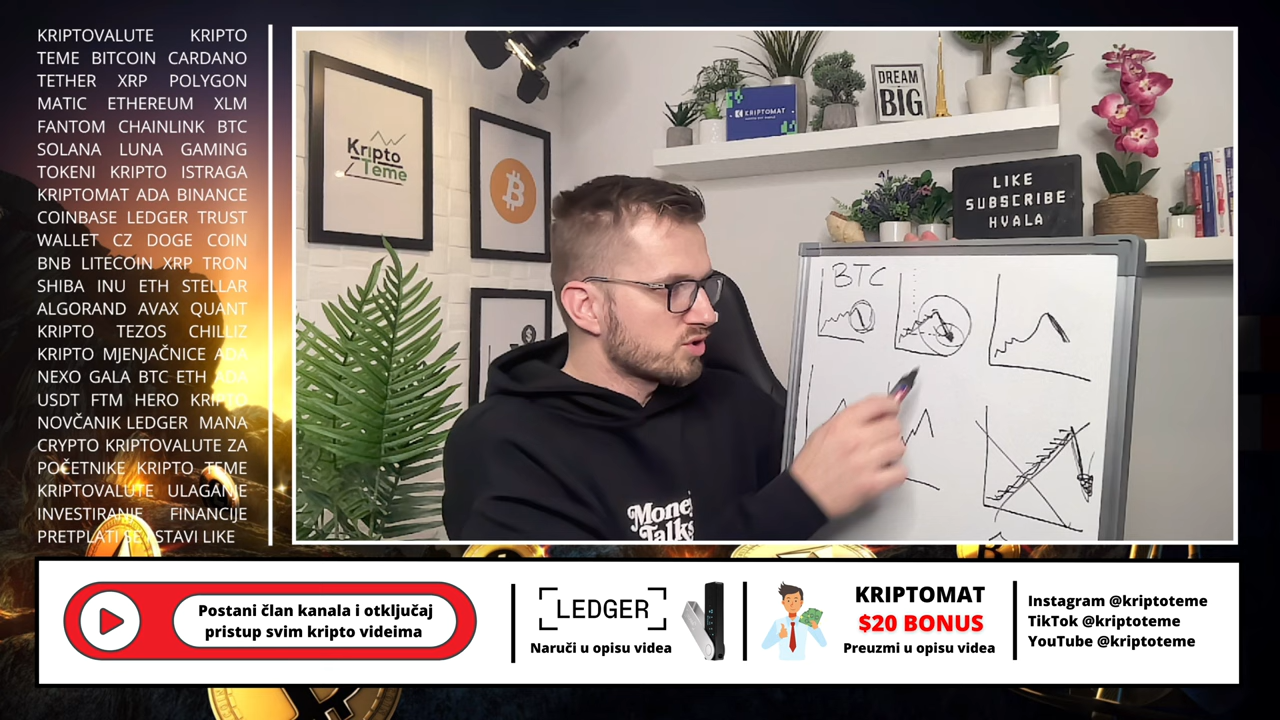 KRIPTOVALUTE KRIPTO
TEME BITCOIN CARDANO
TETHER XRP POLYGON
MATIC ETHEREUM XLM
FANTOM CHAINLINK BTC
SOLANA LUNA GAMING
TOKENI KRIPTO ISTRAGA
KRIPTOMAT ADA BINANCE
COINBASE LEDGER TRUST
WALLET CZ DOGE COIN
BNB LITECOIN XRP TRON
SHIBA INU ETH STELLAR
ALGORAND AVAX QUANT
KRIPTO TEZOS CHILLIZ
KRIPTO MJENJAČNICE ADA
NEXO GALA BTC ETH ADA
USDT FTM HERO KRIPTO
NOVČANIK LEDGER MANA
CRYPTO KRIPTOVALUTE ZA
POČETNIKE KRIPTO TEME
KRIPTOVALUTE ULAGANJE
INVESTIRANJE FINANCIJE
PRETPLATI SE I STAVI LIKE
Kripto
Teme
KRIPTOMAT
DREAM
BIG
LIKE
SUBSCRIBE
HVALA
BTC
Money
Talks
Postani član kanala i otključaj
pristup svim kripto videima
LEDGER
Naruči u opisu videa
KRIPTOMAT
$20 BONUS
Preuzmi u opisu videa
Instagram @kriptoteme
TikTok @kriptoteme
YouTube @kriptoteme